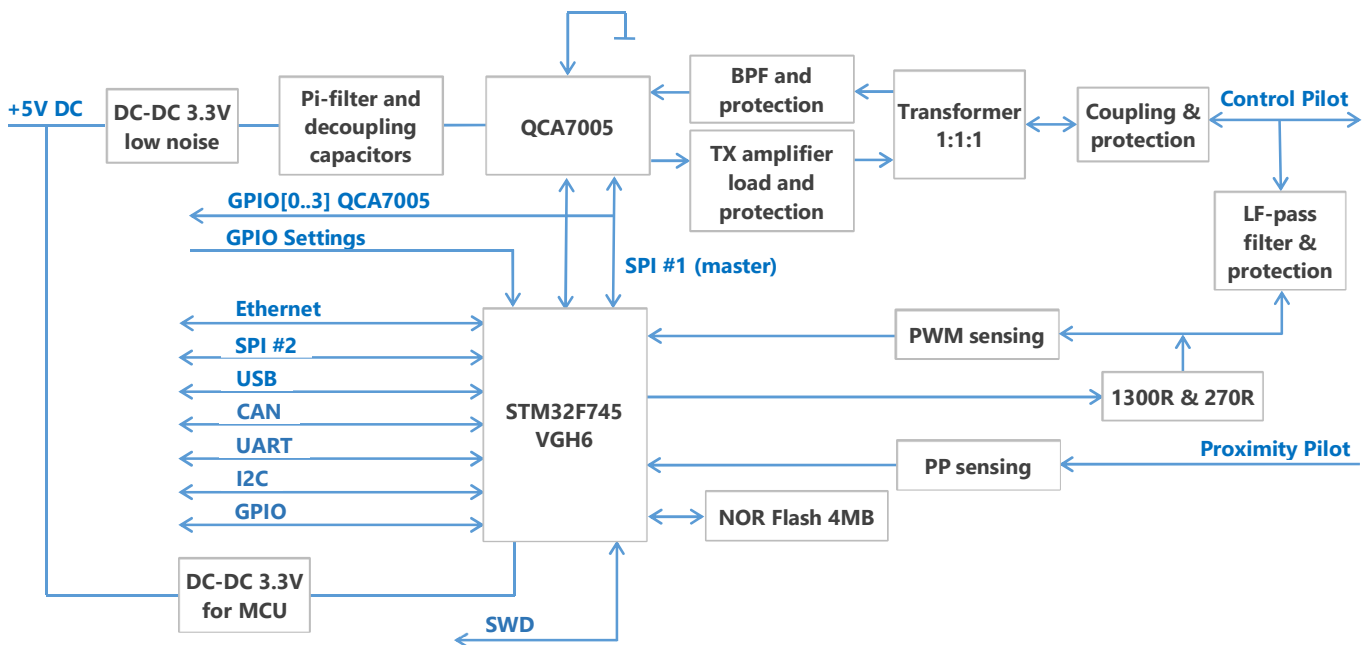 +5V DC
DC-DC 3.3V
low noise
Pi-filter and
decoupling
capacitors
QCA7005
BPF and
protection
TX amplifier
load and
protection
Transformer
1:1:1
Coupling &
protection
Control Pilot
LF-pass
filter &
protection
GPIO[0..3] QCA7005
GPIO Settings
SPI #1 (master)
Ethernet
SPI #2
USB
CAN
UART
I2C
GPIO
STM32F745
VGH6
PWM sensing
1300R & 270R
Proximity Pilot
PP sensing
NOR Flash 4MB
DC-DC 3.3V
for MCU
SWD